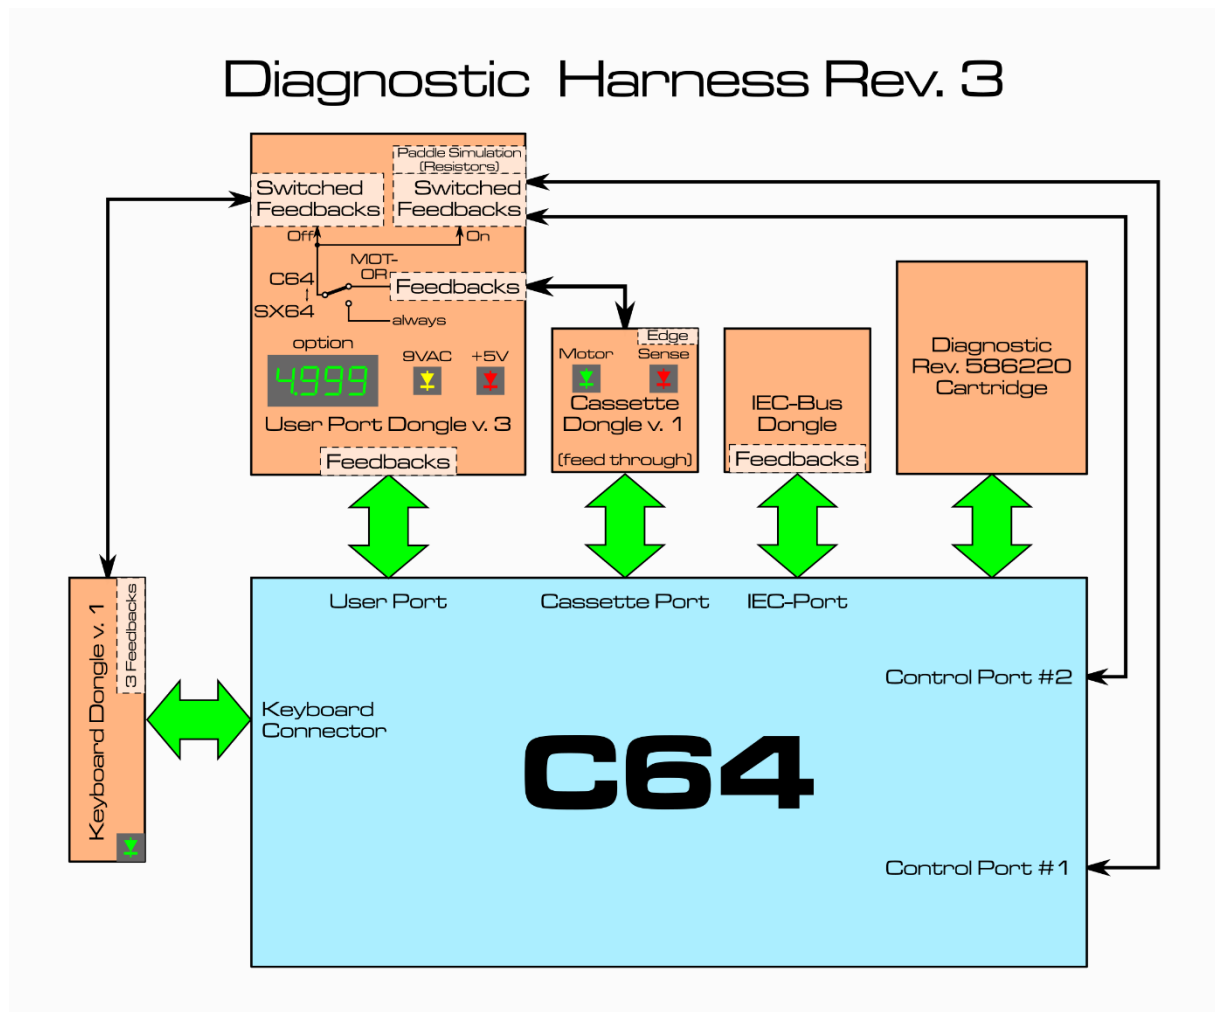 Diagnostic Harness Rev. 3
Paddle Simulation
(Resistors)
Switched
Feedbacks
Switched
Feedbacks
Off
On
MOT-
OR
C64
SX64
Feedbacks
always
option
4.999
9VAC
+5V
User Port Dongle v. 3
Feedbacks
Edge
Motor
Sense
Cassette
Dongle v. 1
(feed through)
IEC-Bus
Dongle
Feedbacks
Diagnostic
Rev. 586220
Cartridge
Keyboard Dongle v. 1
3 Feedbacks
User Port
Cassette Port
IEC-Port
Control Port #2
Keyboard
Connector
C64
Control Port #1